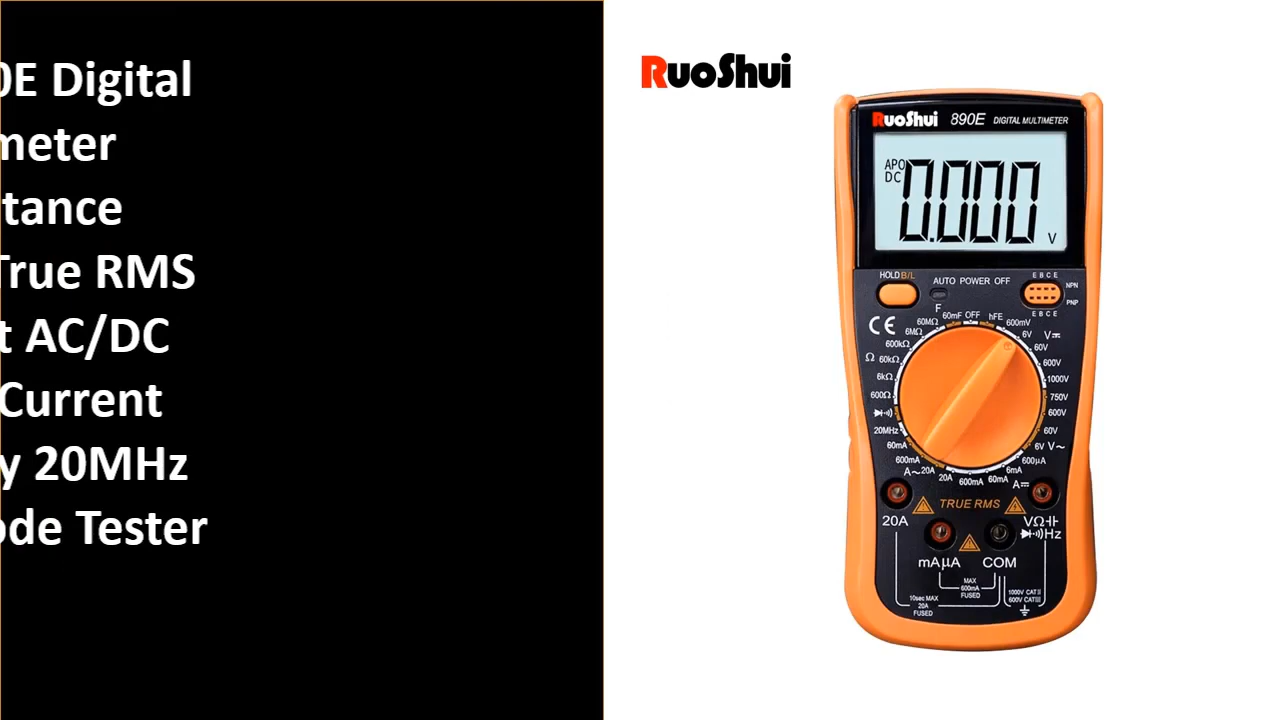 0E Digital
meter
tance
True RMS
t AC/DC
Current
y 20MHz
ode Tester
RuoShui
RuoShui 890E DIGITAL MULTIMETER
APO
DC
0.000
V
HOLD B/L
AUTO POWER OFF
E B C E
NPN
PNP
E B C E
F
60mF
OFF
hFE
600mV
6V
V⎓
60V
600V
1000V
750V
600V
60V
6V
V~
600µA
6mA
A⎓
60mA
600mA
20A
20A
A~
600mA
60mA
20MHz
600Ω
6kΩ
60kΩ
Ω
600kΩ
6MΩ
60MΩ
CE
TRUE RMS
20A
VΩ
Hz
mAµA
COM
MAX
600mA
FUSED
10sec MAX
20A
FUSED
1000V CAT II
600V CAT III